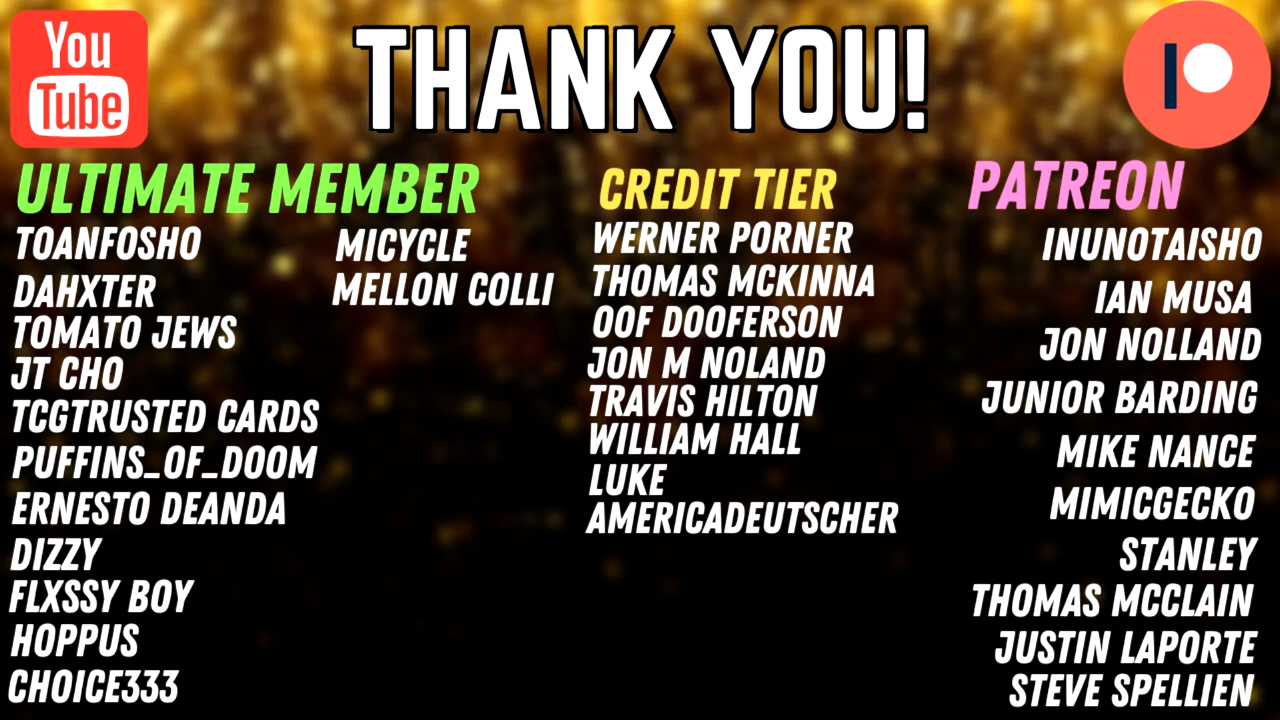 You
Tube
THANK YOU!
ULTIMATE MEMBER
TOANFOSHO
DAHXTER
TOMATO JEWS
JT CHO
TCGTRUSTED CARDS
PUFFINS_OF_DOOM
ERNESTO DEANDA
DIZZY
FLXSSY BOY
HOPPUS
CHOICE333
MICYCLE
MELLON COLLI
CREDIT TIER
WERNER PORNER
THOMAS MCKINNA
OOF DOOFERSON
JON M NOLAND
TRAVIS HILTON
WILLIAM HALL
LUKE
AMERICADEUTSCHER
PATREON
INUNOTAISHO
IAN MUSA
JON NOLLAND
JUNIOR BARDING
MIKE NANCE
MIMICGECKO
STANLEY
THOMAS MCCLAIN
JUSTIN LAPORTE
STEVE SPELLIEN